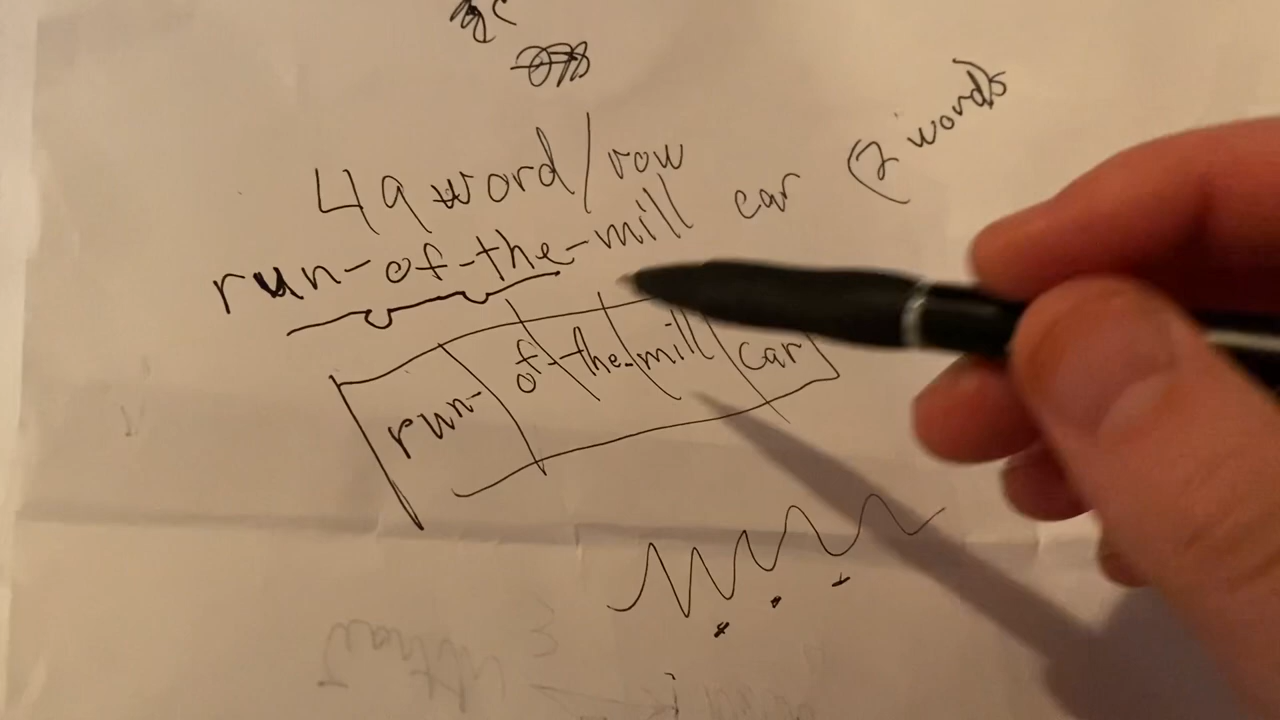 49 word/row
run-of-the-mill car (2 words
run- of- the- mill car